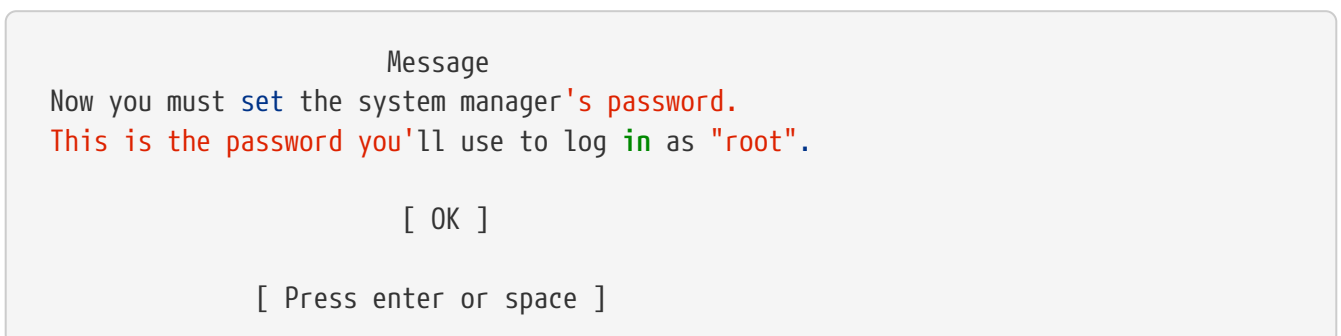 Message
Now you must set the system manager's password.
This is the password you'll use to log in as "root".
[ OK ]
[ Press enter or space ]